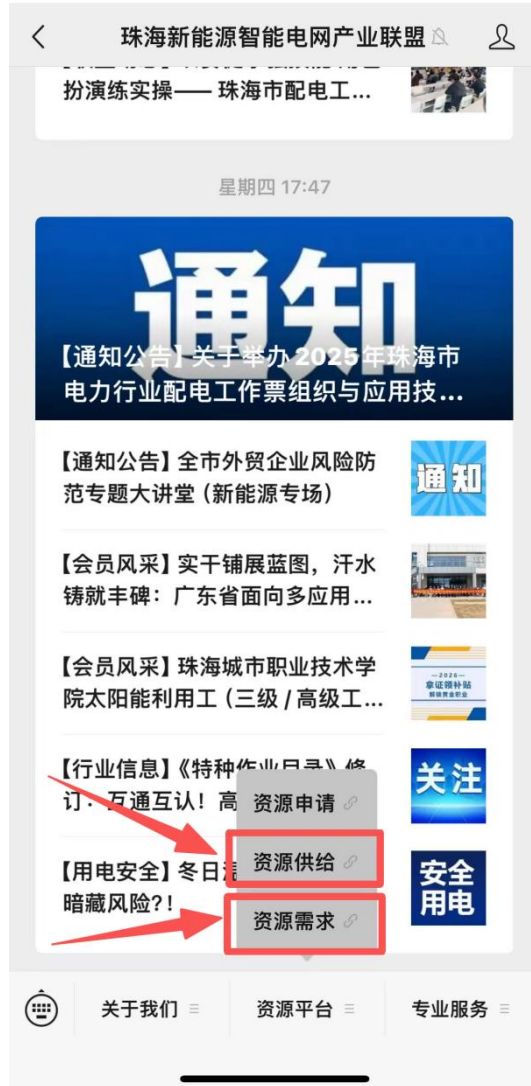 珠海新能源智能电网产业联盟
扮演练实操—— 珠海市配电工...
星期四 17:47
通知
【通知公告】关于举办2025年珠海市
电力行业配电工作票组织与应用技...
【通知公告】全市外贸企业风险防
范专题大讲堂（新能源专场）
通知
【会员风采】实干铺展蓝图，汗水
铸就丰碑：广东省面向多应用...
【会员风采】珠海城市职业技术学
院太阳能利用工（三级 / 高级工...
—2026—
拿证领补贴
【行业信息】《特种作业目录》修
订：互通互认！高
关注
资源申请
资源供给
【用电安全】冬日
暗藏风险?!
安全
用电
资源需求
关于我们
资源平台
专业服务